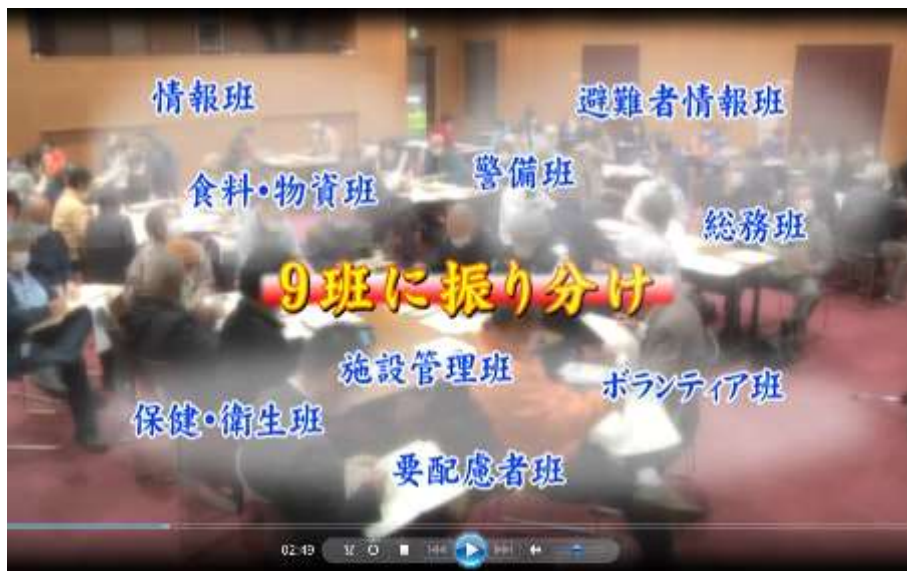 情報班
避難者情報班
警備班
食料・物資班
総務班
9班に振り分け
施設管理班
ボランティア班
保健・衛生班
要配慮者班
02:49